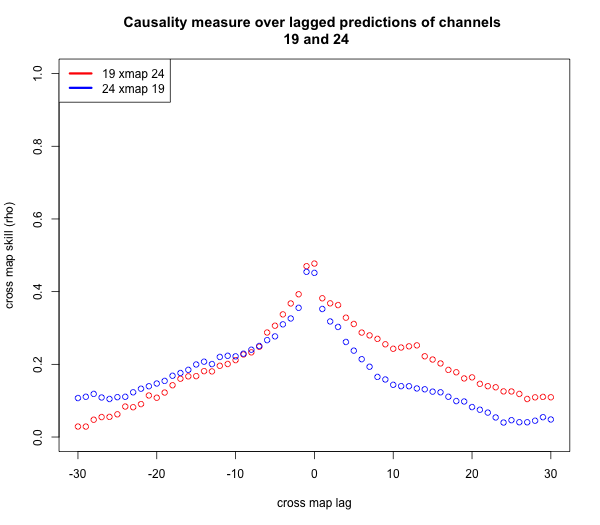 Causality measure over lagged predictions of channels
19 and 24
19 xmap 24
24 xmap 19
1.0
0.8
0.6
0.4
0.2
0.0
cross map skill (rho)
-30 -20 -10 0 10 20 30
cross map lag